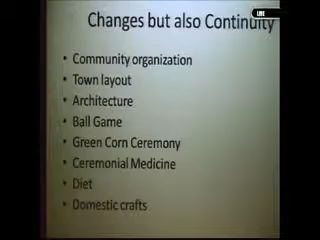 LIVE
Changes but also Continuity
• Community organization
• Town layout
• Architecture
• Ball Game
• Green Corn Ceremony
• Ceremonial Medicine
• Diet
• Domestic crafts